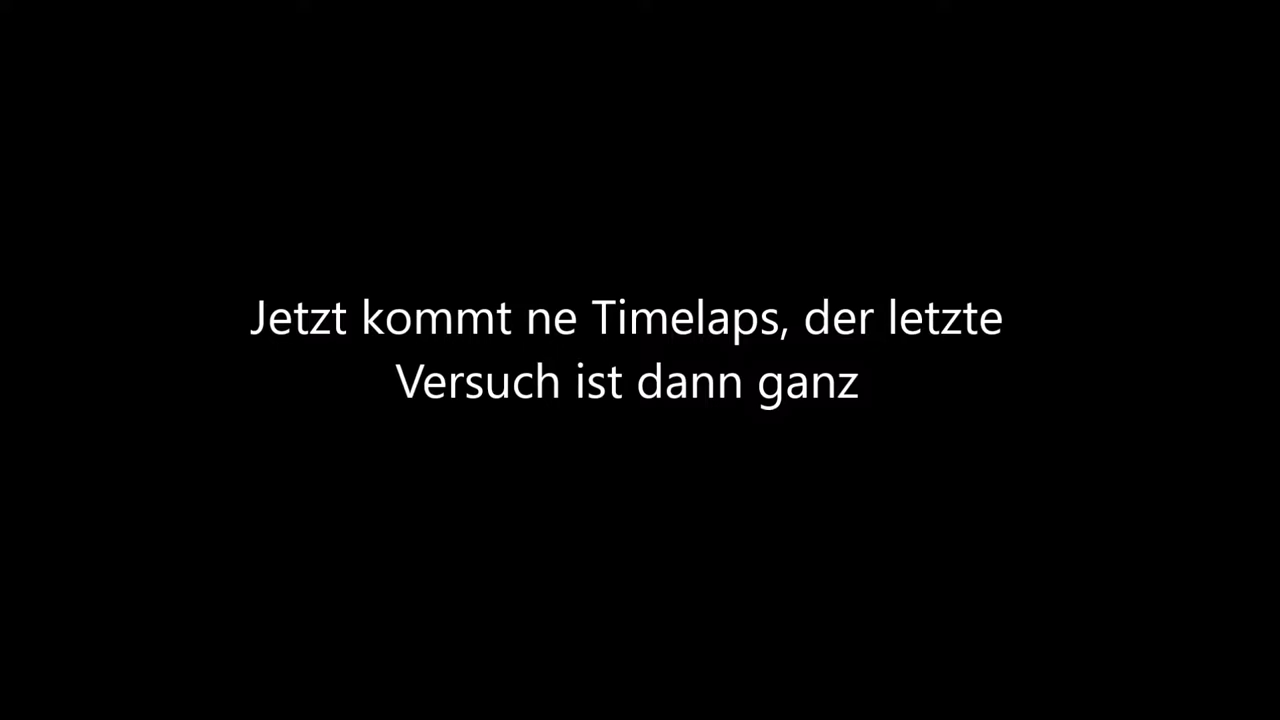 Jetzt kommt ne Timelaps, der letzte
Versuch ist dann ganz